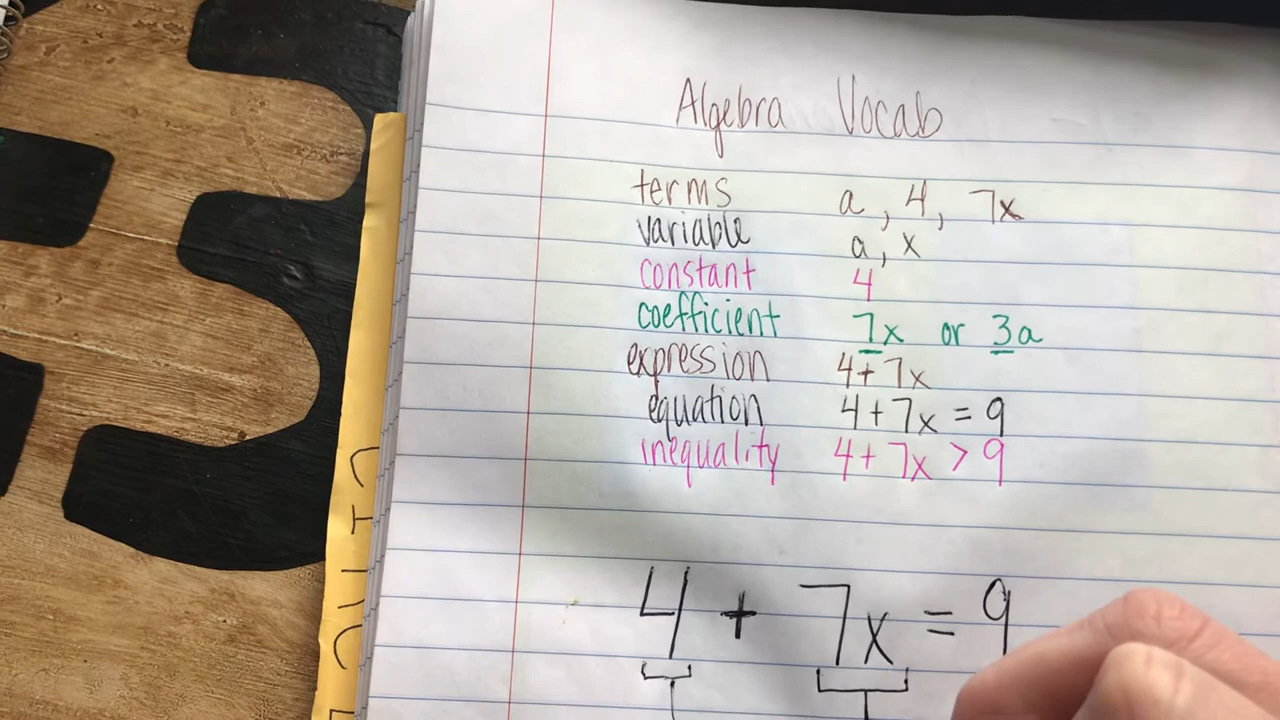 Algebra Vocab
terms a, 4, 7x
variable a, x
constant 4
coefficient 7x or 3a
expression 4+7x
equation 4+7x = 9
inequality 4+ 7x > 9
4 + 7x = 9